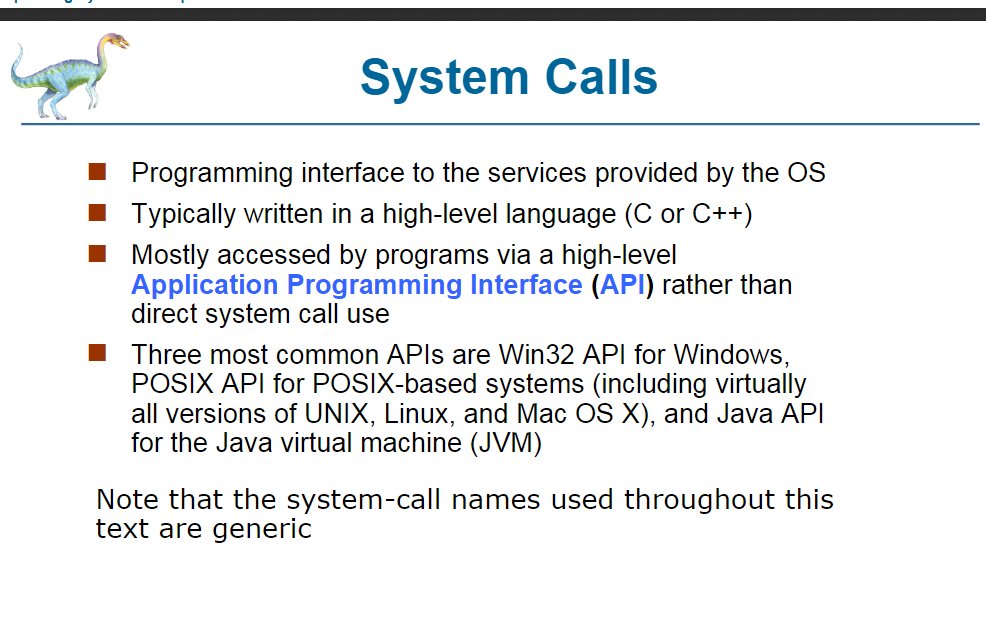 System Calls
Programming interface to the services provided by the OS
Typically written in a high-level language (C or C++)
Mostly accessed by programs via a high-level
Application Programming Interface (API) rather than
direct system call use
Three most common APIs are Win32 API for Windows,
POSIX API for POSIX-based systems (including virtually
all versions of UNIX, Linux, and Mac OS X), and Java API
for the Java virtual machine (JVM)
Note that the system-call names used throughout this
text are generic